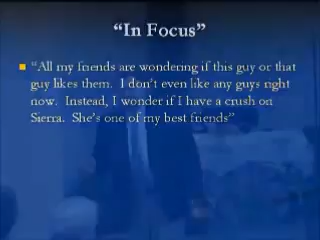 “In Focus”
“All my friends are wondering if this guy or that
guy likes them.  I don’t even like any guys right
now.  Instead, I wonder if I have a crush on
Sierra.  She’s one of my best friends”